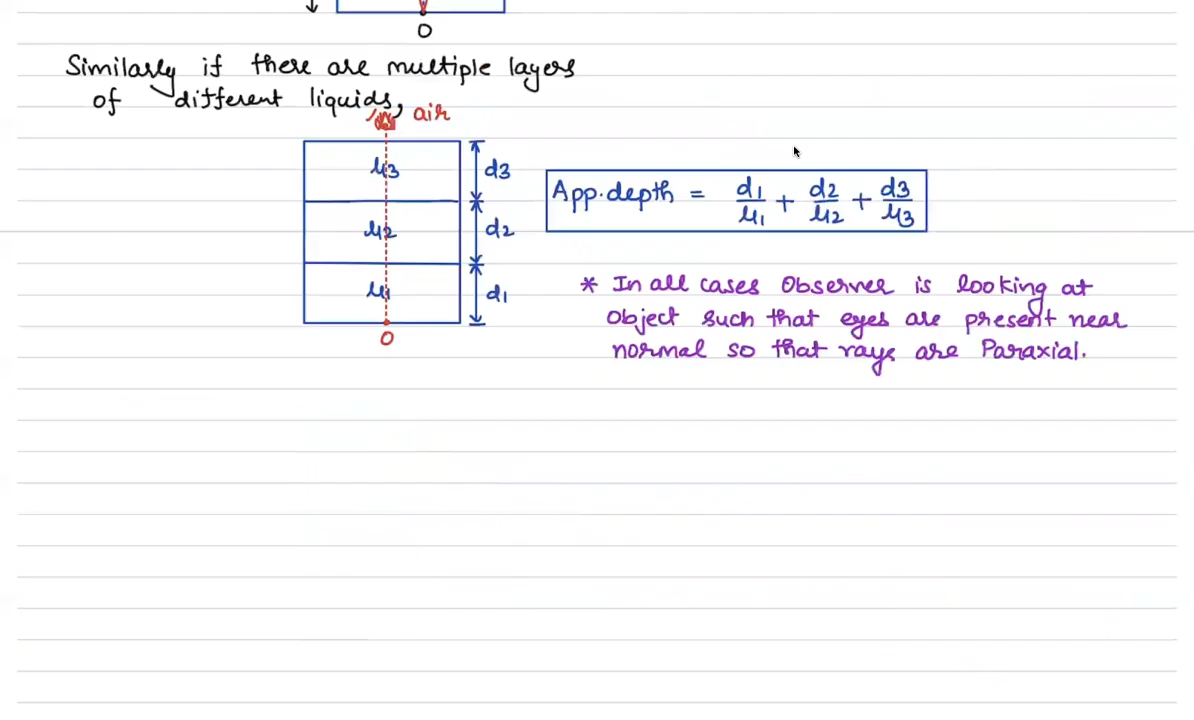 O
Similarly if there are multiple layers
of different liquids,
air
μ3 d3
App.depth = d1/μ1 + d2/μ2 + d3/μ3
μ2 d2
μ1 d1
* In all cases Observer is looking at
Object such that eyes are present near
normal so that rays are Paraxial.
O